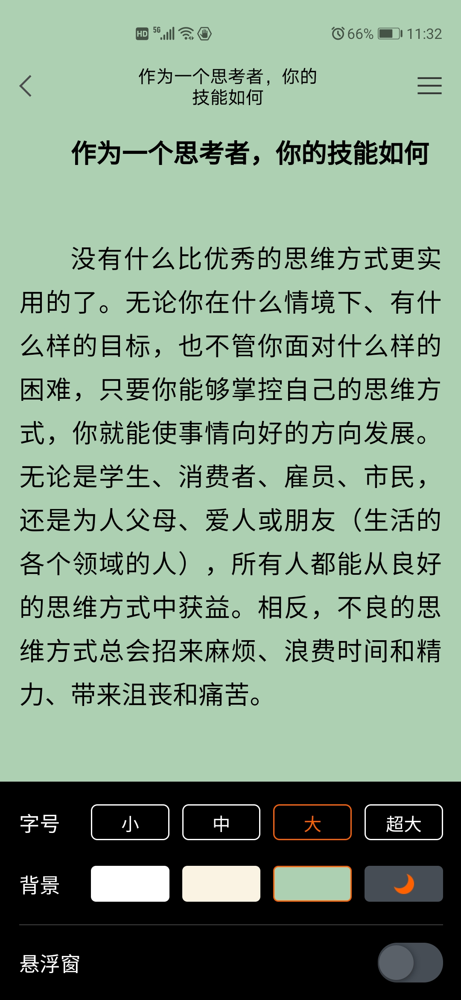 HD 5G 66% 11:32
作为一个思考者，你的
技能如何
作为一个思考者，你的技能如何
没有什么比优秀的思维方式更实
用的了。无论你在什么情境下、有什
么样的目标，也不管你面对什么样的
困难，只要你能够掌控自己的思维方
式，你就能使事情向好的方向发展。
无论是学生、消费者、雇员、市民，
还是为人父母、爱人或朋友（生活的
各个领域的人），所有人都能从良好
的思维方式中获益。相反，不良的思
维方式总会招来麻烦、浪费时间和精
力、带来沮丧和痛苦。
字号 小 中 大 超大
背景
悬浮窗